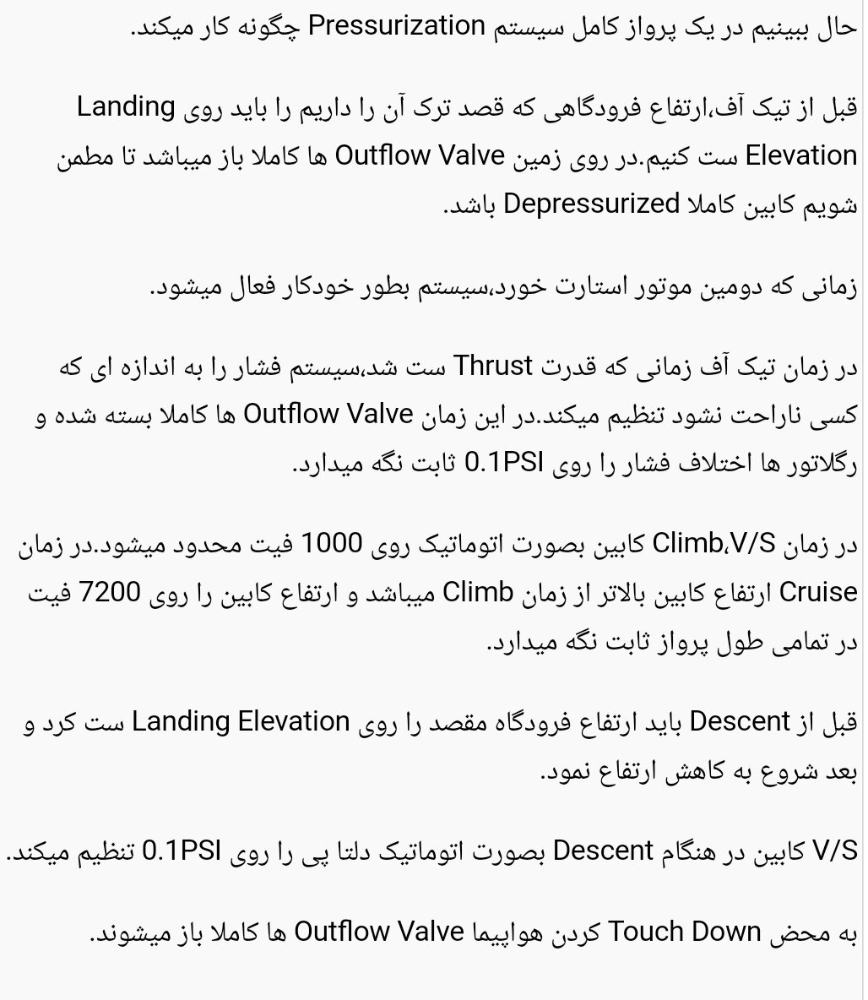 حال ببینیم در یک پرواز کامل سیستم Pressurization چگونه کار میکند.
قبل از تیک آف،ارتفاع فرودگاهی که قصد ترک آن را داریم را باید روی Landing
Elevation ست کنیم.در روی زمین Outflow Valve ها کاملا باز میباشد تا مطمن
شویم کابین کاملا Depressurized باشد.
زمانی که دومین موتور استارت خورد،سیستم بطور خودکار فعال میشود.
در زمان تیک آف زمانی که قدرت Thrust ست شد،سیستم فشار را به اندازه ای که
کسی ناراحت نشود تنظیم میکند.در این زمان Outflow Valve ها کاملا بسته شده و
رگلاتور ها اختلاف فشار را روی 0.1PSI ثابت نگه میدارد.
در زمان Climb،V/S کابین بصورت اتوماتیک روی 1000 فیت محدود میشود.در زمان
Cruise ارتفاع کابین بالاتر از زمان Climb میباشد و ارتفاع کابین را روی 7200 فیت
در تمامی طول پرواز ثابت نگه میدارد.
قبل از Descent باید ارتفاع فرودگاه مقصد را روی Landing Elevation ست کرد و
بعد شروع به کاهش ارتفاع نمود.
V/S کابین در هنگام Descent بصورت اتوماتیک دلتا پی را روی 0.1PSI تنظیم میکند.
به محض Touch Down کردن هواپیما Outflow Valve ها کاملا باز میشوند.